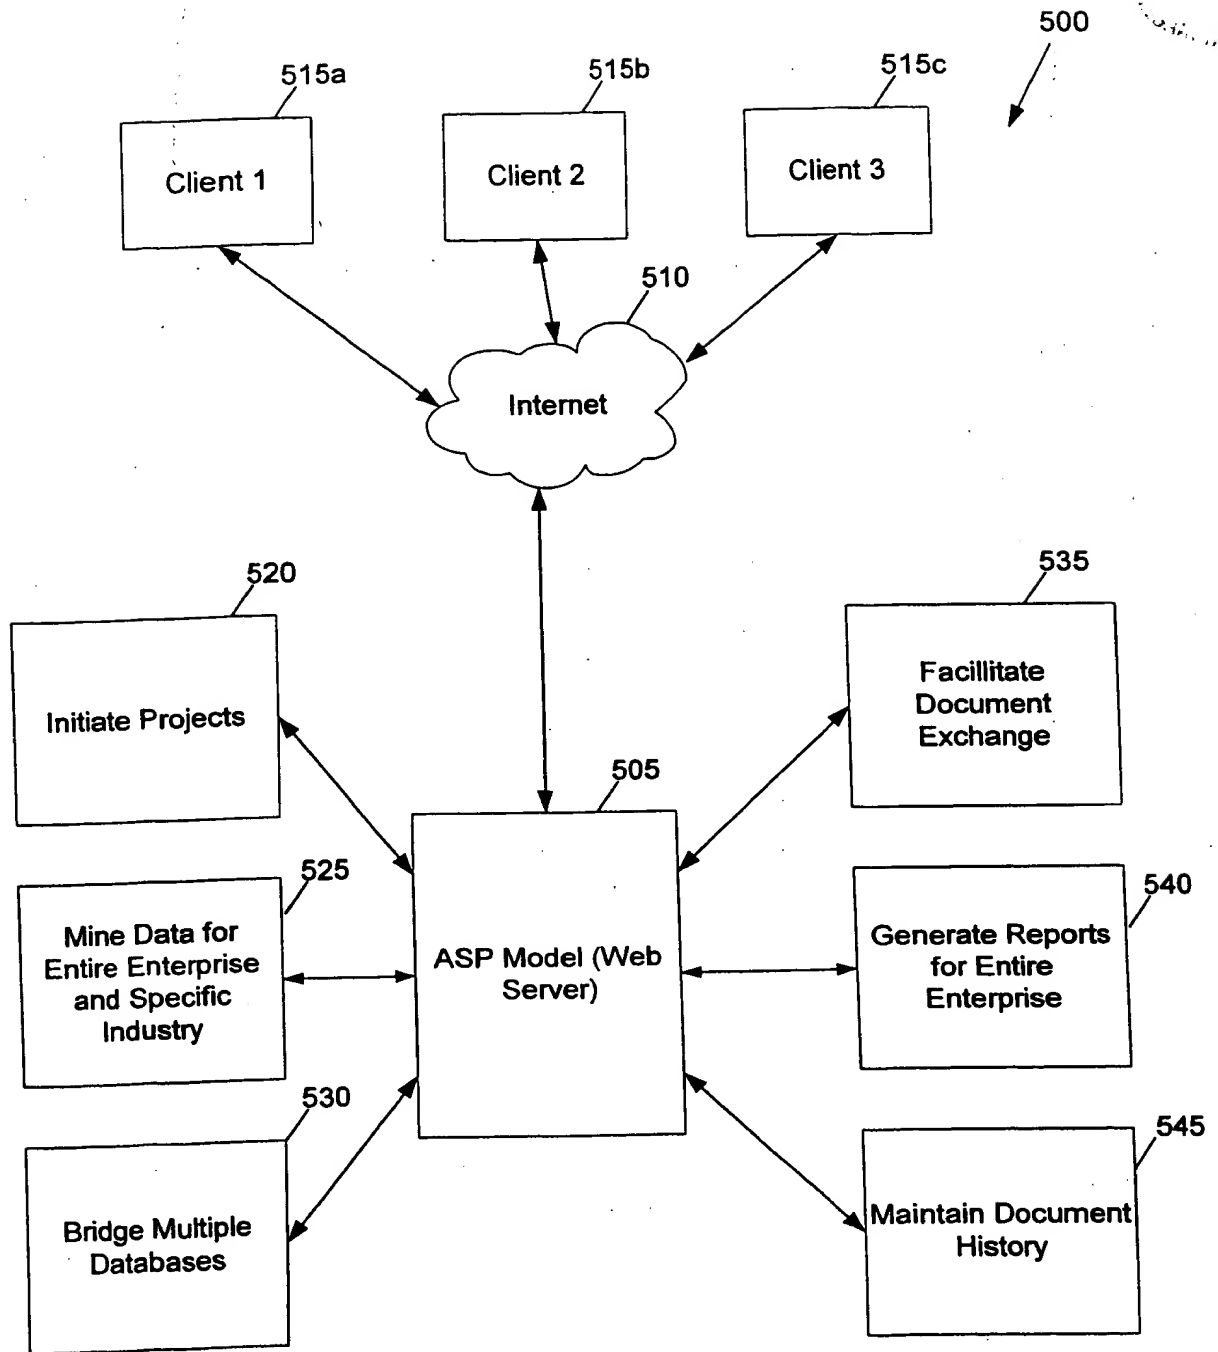 500
515a
515b
515c
Client 1
Client 2
Client 3
510
Internet
520
535
Initiate Projects
Facillitate
Document
Exchange
505
525
540
Mine Data for
Entire Enterprise
and Specific
Industry
ASP Model (Web
Server)
Generate Reports
for Entire
Enterprise
530
545
Bridge Multiple
Databases
Maintain Document
History